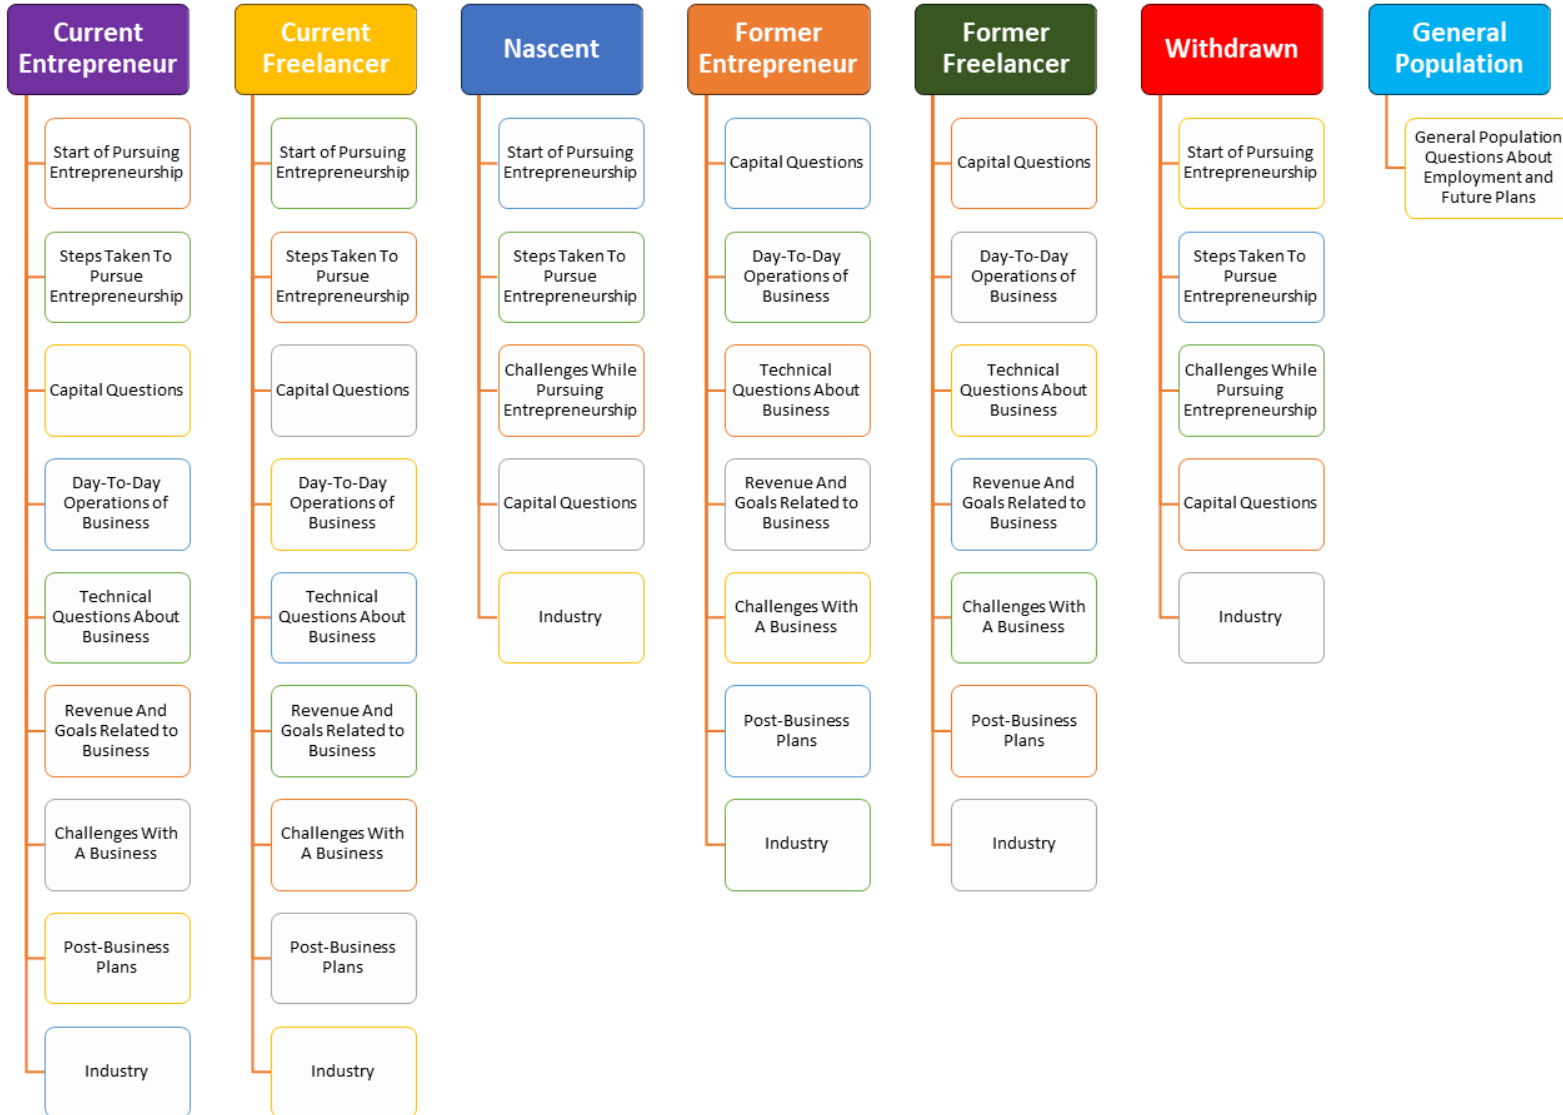 Current
Entrepreneur
Start of Pursuing
Entrepreneurship
Steps Taken To
Pursue
Entrepreneurship
Capital Questions
Day-To-Day
Operations of
Business
Technical
Questions About
Business
Revenue And
Goals Related to
Business
Challenges With
A Business
Post-Business
Plans
Industry
Current
Freelancer
Start of Pursuing
Entrepreneurship
Steps Taken To
Pursue
Entrepreneurship
Capital Questions
Day-To-Day
Operations of
Business
Technical
Questions About
Business
Revenue And
Goals Related to
Business
Challenges With
A Business
Post-Business
Plans
Industry
Nascent
Start of Pursuing
Entrepreneurship
Steps Taken To
Pursue
Entrepreneurship
Challenges While
Pursuing
Entrepreneurship
Capital Questions
Industry
Former
Entrepreneur
Capital Questions
Day-To-Day
Operations of
Business
Technical
Questions About
Business
Revenue And
Goals Related to
Business
Challenges With
A Business
Post-Business
Plans
Industry
Former
Freelancer
Capital Questions
Day-To-Day
Operations of
Business
Technical
Questions About
Business
Revenue And
Goals Related to
Business
Challenges With
A Business
Post-Business
Plans
Industry
Withdrawn
Start of Pursuing
Entrepreneurship
Steps Taken To
Pursue
Entrepreneurship
Challenges While
Pursuing
Entrepreneurship
Capital Questions
Industry
General
Population
General Population
Questions About
Employment and
Future Plans